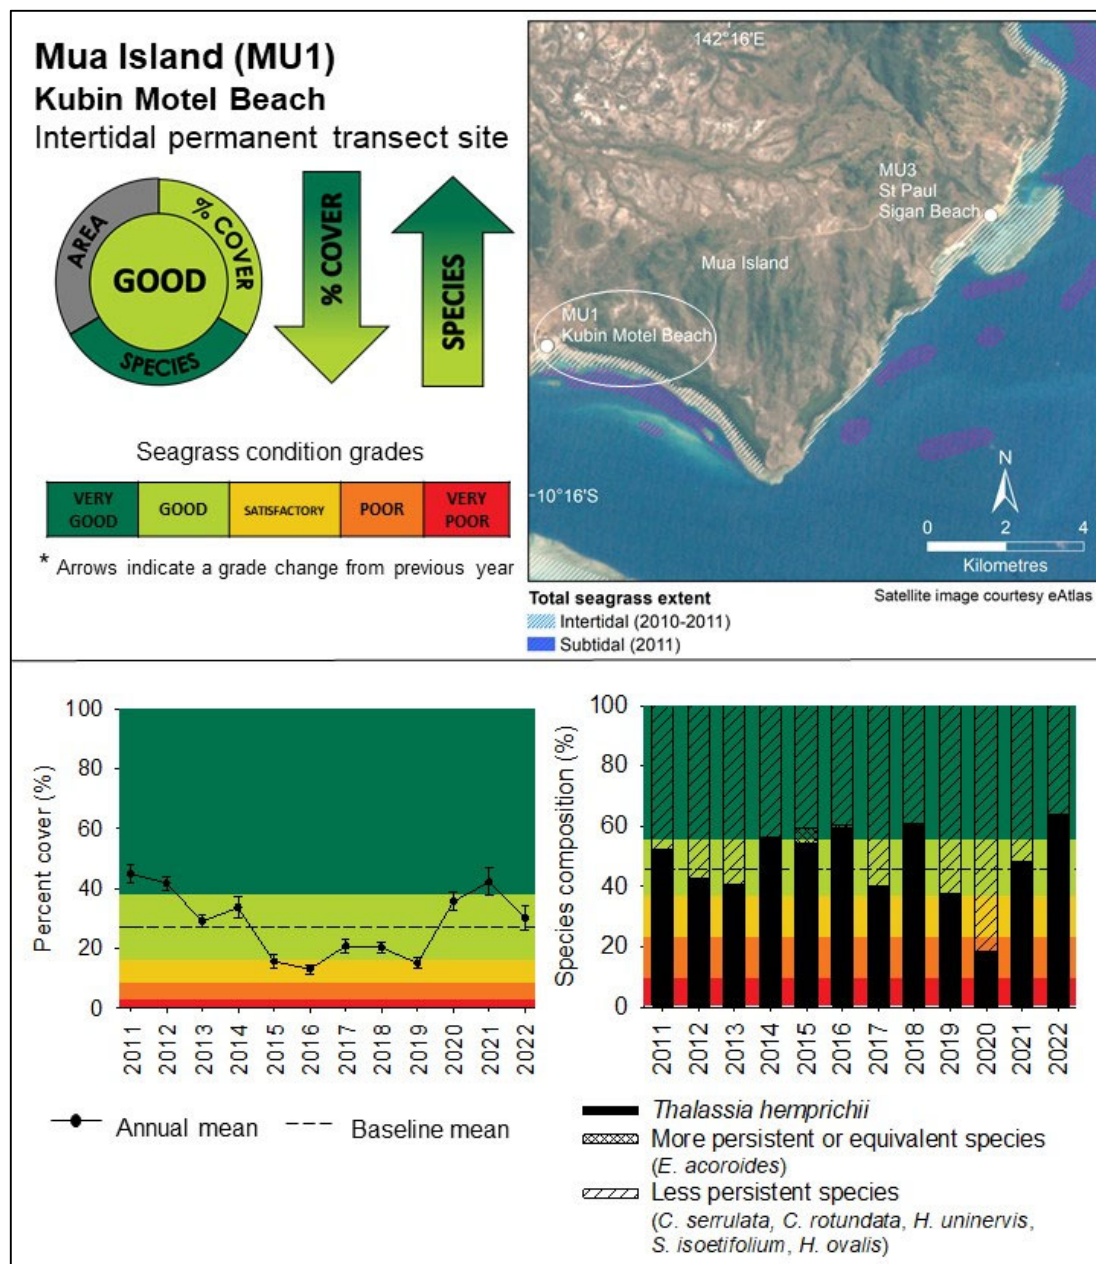 Mua Island (MU1)
Kubin Motel Beach
Intertidal permanent transect site
AREA
% COVER
GOOD
SPECIES
% COVER
SPECIES
Seagrass condition grades
VERY GOOD
GOOD
SATISFACTORY
POOR
VERY POOR
* Arrows indicate a grade change from previous year
142°16'E
MU3
St Paul
Sigan Beach
Mua Island
MU1
Kubin Motel Beach
10°16'S
N
0 2 4
Kilometres
Total seagrass extent
Satellite image courtesy eAtlas
Intertidal (2010-2011)
Subtidal (2011)
Percent cover (%)
100
80
60
40
20
0
2011 2012 2013 2014 2015 2016 2017 2018 2019 2020 2021 2022
Annual mean
Baseline mean
Species composition (%)
100
80
60
40
20
0
2011 2012 2013 2014 2015 2016 2017 2018 2019 2020 2021 2022
Thalassia hemprichii
More persistent or equivalent species
(E. acoroides)
Less persistent species
(C. serrulata, C. rotundata, H. uninervis,
S. isoetifolium, H. ovalis)